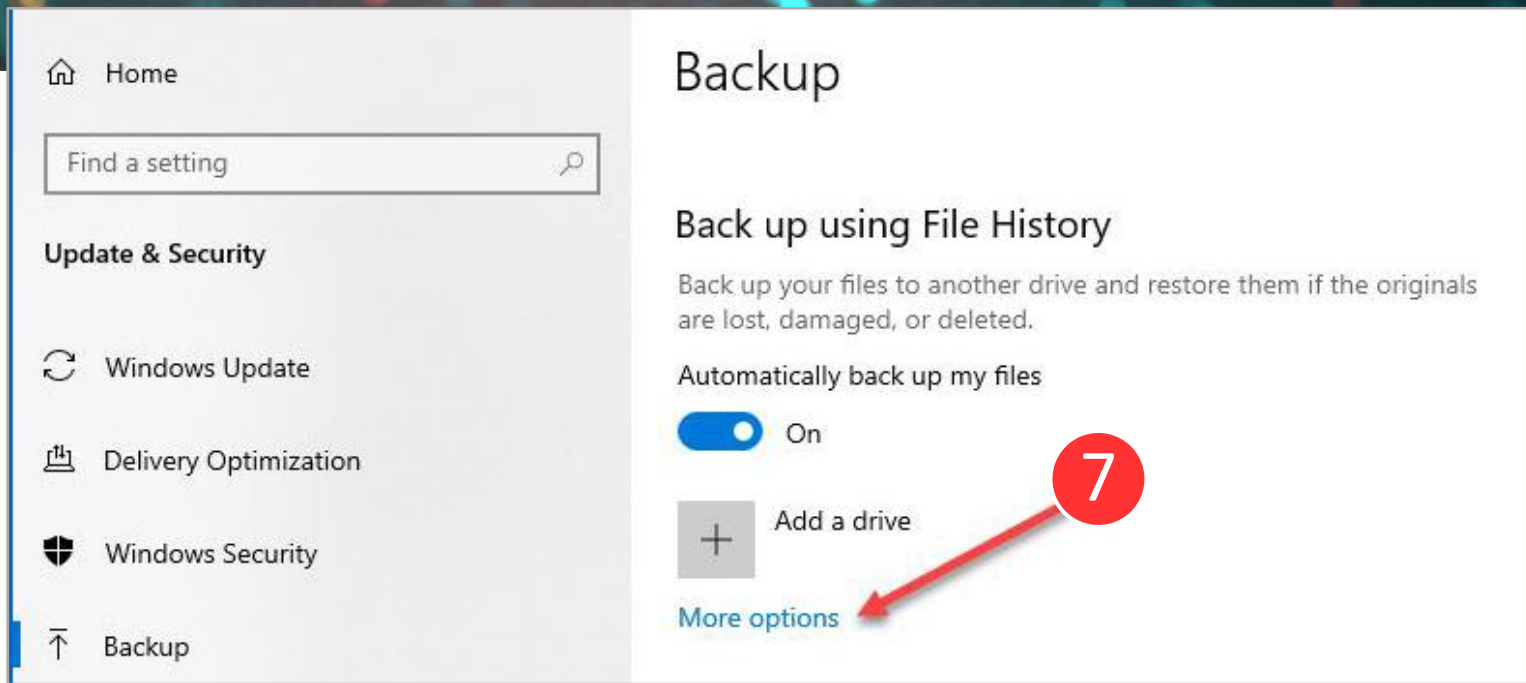 Home
Find a setting
Update & Security
Windows Update
Delivery Optimization
Windows Security
Backup
Backup
Back up using File History
Back up your files to another drive and restore them if the originals
are lost, damaged, or deleted.
Automatically back up my files
On
7
Add a drive
More options